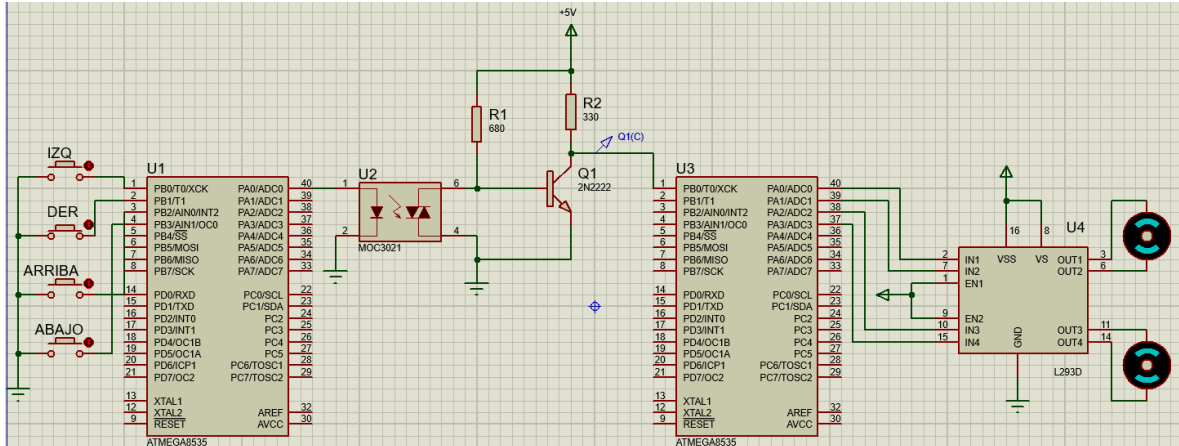 +5V
R1
680
R2
330
Q1(C)
Q1
2N2222
IZQ
DER
ARRIBA
ABAJO
U1
1 PB0/T0/XCK PA0/ADC0 40
2 PB1/T1 PA1/ADC1 39
3 PB2/AIN0/INT2 PA2/ADC2 38
4 PB3/AIN1/OC0 PA3/ADC3 37
5 PB4/SS PA4/ADC4 36
6 PB5/MOSI PA5/ADC5 35
7 PB6/MISO PA6/ADC6 34
8 PB7/SCK PA7/ADC7 33
14 PD0/RXD PC0/SCL 22
15 PD1/TXD PC1/SDA 23
16 PD2/INT0 PC2 24
17 PD3/INT1 PC3 25
18 PD4/OC1B PC4 26
19 PD5/OC1A PC5 27
20 PD6/ICP1 PC6/TOSC1 28
21 PD7/OC2 PC7/TOSC2 29
13 XTAL1
12 XTAL2 AREF 32
9 RESET AVCC 30
ATMEGA8535
U2
1 6
2 4
MOC3021
U3
1 PB0/T0/XCK PA0/ADC0 40
2 PB1/T1 PA1/ADC1 39
3 PB2/AIN0/INT2 PA2/ADC2 38
4 PB3/AIN1/OC0 PA3/ADC3 37
5 PB4/SS PA4/ADC4 36
6 PB5/MOSI PA5/ADC5 35
7 PB6/MISO PA6/ADC6 34
8 PB7/SCK PA7/ADC7 33
14 PD0/RXD PC0/SCL 22
15 PD1/TXD PC1/SDA 23
16 PD2/INT0 PC2 24
17 PD3/INT1 PC3 25
18 PD4/OC1B PC4 26
19 PD5/OC1A PC5 27
20 PD6/ICP1 PC6/TOSC1 28
21 PD7/OC2 PC7/TOSC2 29
13 XTAL1
12 XTAL2 AREF 32
9 RESET AVCC 30
ATMEGA8535
U4
16 8
VSS VS
2 IN1 OUT1 3
7 IN2 OUT2 6
1 EN1
9 EN2
10 IN3 OUT3 11
15 IN4 OUT4 14
GND
L293D